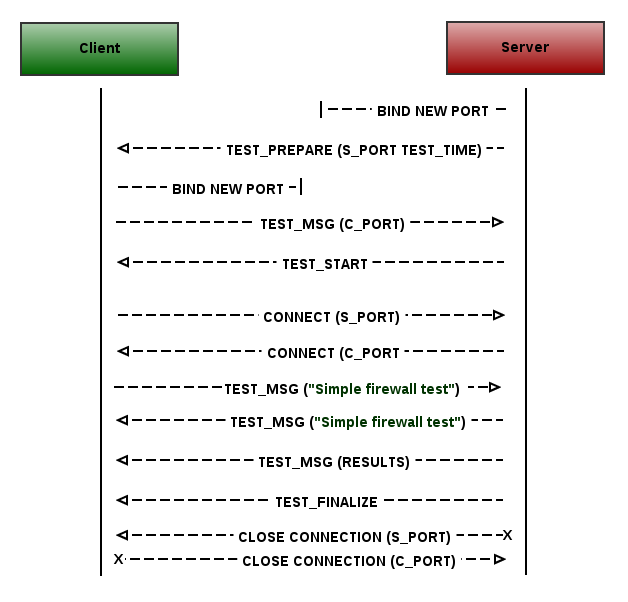 Client
Server
BIND NEW PORT
TEST_PREPARE (S_PORT TEST_TIME)
BIND NEW PORT
TEST_MSG (C_PORT)
TEST_START
CONNECT (S_PORT)
CONNECT (C_PORT
TEST_MSG ("Simple firewall test")
TEST_MSG ("Simple firewall test")
TEST_MSG (RESULTS)
TEST_FINALIZE
CLOSE CONNECTION (S_PORT)
X
X
CLOSE CONNECTION (C_PORT)